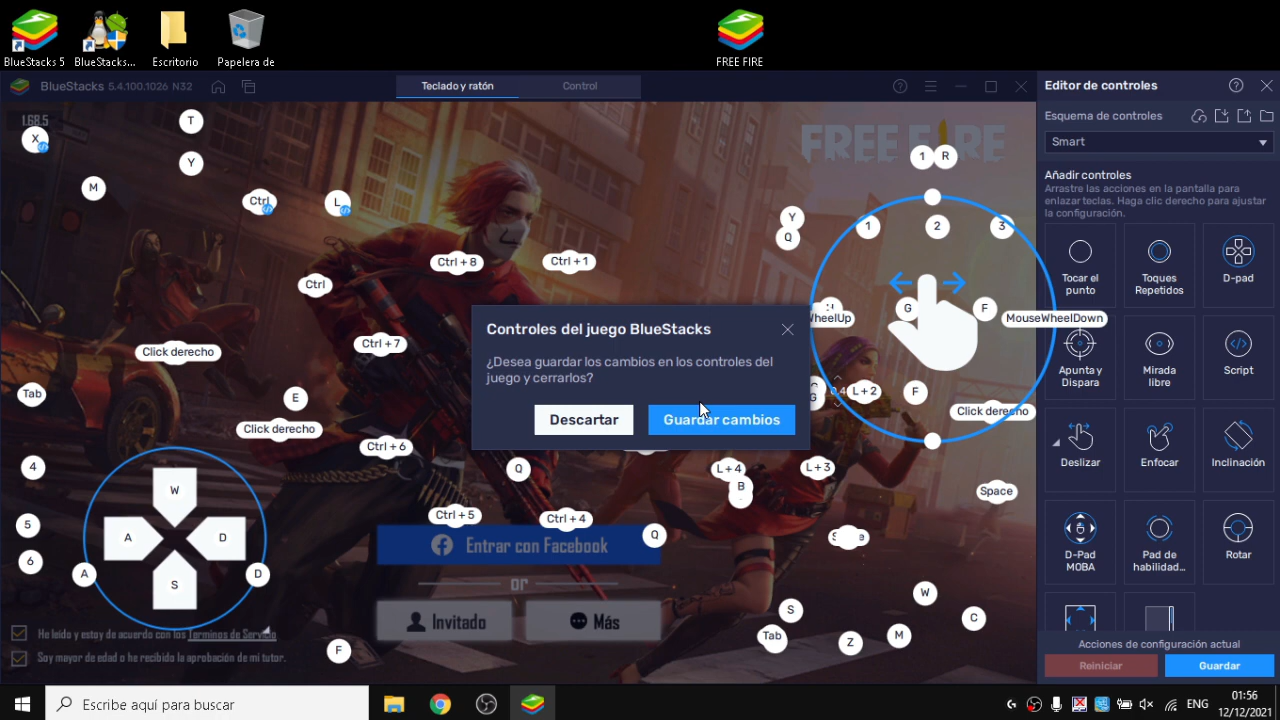 BlueStacks 5
BlueStacks...
Escritorio
Papelera de
FREE FIRE
BlueStacks 5.4.100.1026 N32
Teclado y ratón
Control
Editor de controles
Esquema de controles
Smart
Añadir controles
Arrastre las acciones en la pantalla para
enlazar teclas. Haga clic derecho para ajustar
la configuración.
Tocar el
punto
Toques
Repetidos
D-pad
Apunta y
Dispara
Mirada
libre
Script
Deslizar
Enfocar
Inclinación
D-Pad
MOBA
Pad de
habilidad...
Rotar
Acciones de configuración actual
Reiniciar
Guardar
1.68.5
FREE FIRE
X
T
Y
M
Ctrl
L
1
R
Y
Q
1
2
3
Ctrl + 8
Ctrl + 1
Ctrl
G
F
WheelUp
MouseWheelDown
Ctrl + 7
Click derecho
Controles del juego BlueStacks
¿Desea guardar los cambios en los controles del
juego y cerrarlos?
Descartar
Guardar cambios
Tab
E
G
0.4
L + 2
F
Click derecho
Click derecho
Ctrl + 6
4
Q
L + 4
L + 3
B
Space
W
A
D
S
5
Ctrl + 5
Ctrl + 4
Q
6
A
D
Entrar con Facebook
or
Invitado
Más
W
S
C
Tab
Z
M
F
He leído y estoy de acuerdo con los Terminos de Servicio
Soy mayor de edad o he recibido la aprobación de mi tutor.
Escribe aquí para buscar
ENG
01:56
12/12/2021